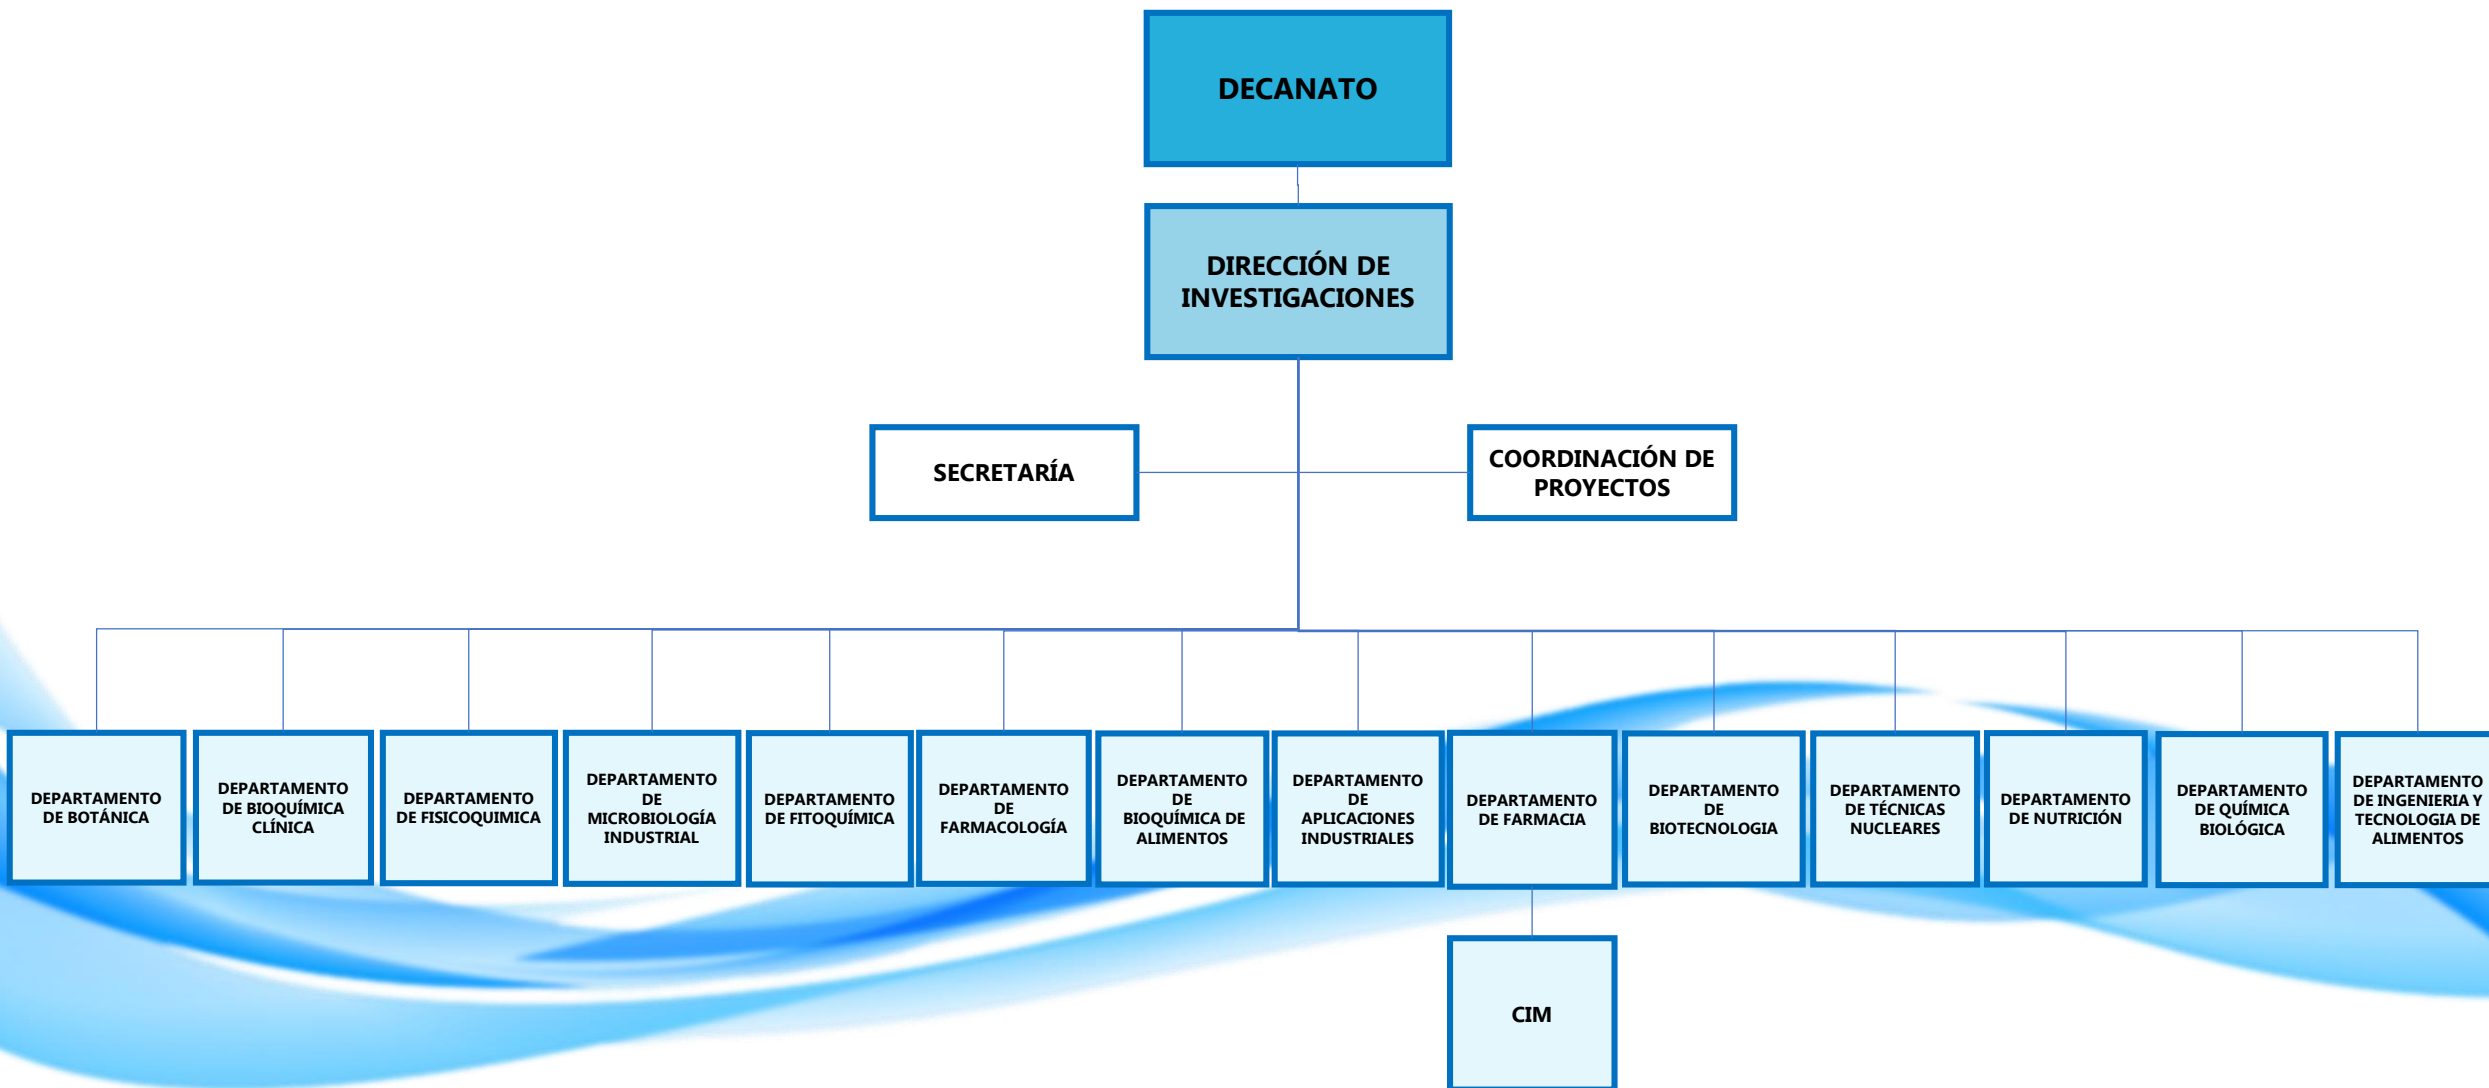 DECANATO
DIRECCIÓN DE
INVESTIGACIONES
SECRETARÍA
COORDINACIÓN DE
PROYECTOS
DEPARTAMENTO
DE BOTÁNICA
DEPARTAMENTO
DE BIOQUÍMICA
CLÍNICA
DEPARTAMENTO
DE FISICOQUIMICA
DEPARTAMENTO
DE
MICROBIOLOGÍA
INDUSTRIAL
DEPARTAMENTO
DE FITOQUÍMICA
DEPARTAMENTO
DE
FARMACOLOGÍA
DEPARTAMENTO
DE
BIOQUÍMICA DE
ALIMENTOS
DEPARTAMENTO
DE
APLICACIONES
INDUSTRIALES
DEPARTAMENTO
DE FARMACIA
DEPARTAMENTO
DE
BIOTECNOLOGIA
DEPARTAMENTO
DE TÉCNICAS
NUCLEARES
DEPARTAMENTO
DE NUTRICIÓN
DEPARTAMENTO
DE QUÍMICA
BIOLÓGICA
DEPARTAMENTO
DE INGENIERIA Y
TECNOLOGIA DE
ALIMENTOS
CIM